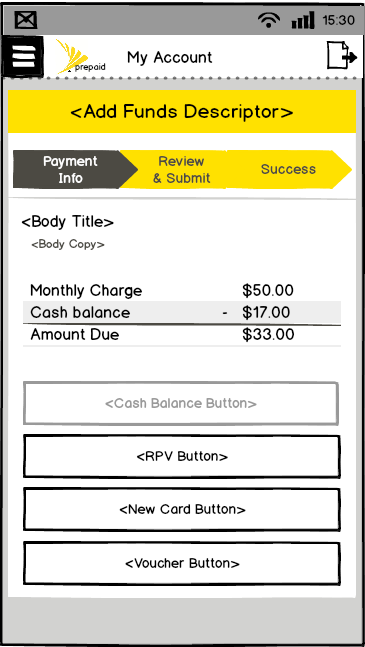 15:30
prepaid
My Account
<Add Funds Descriptor>
Payment
Info
Review
& Submit
Success
<Body Title>
<Body Copy>
Monthly Charge $50.00
Cash balance - $17.00
Amount Due $33.00
<Cash Balance Button>
<RPV Button>
<New Card Button>
<Voucher Button>